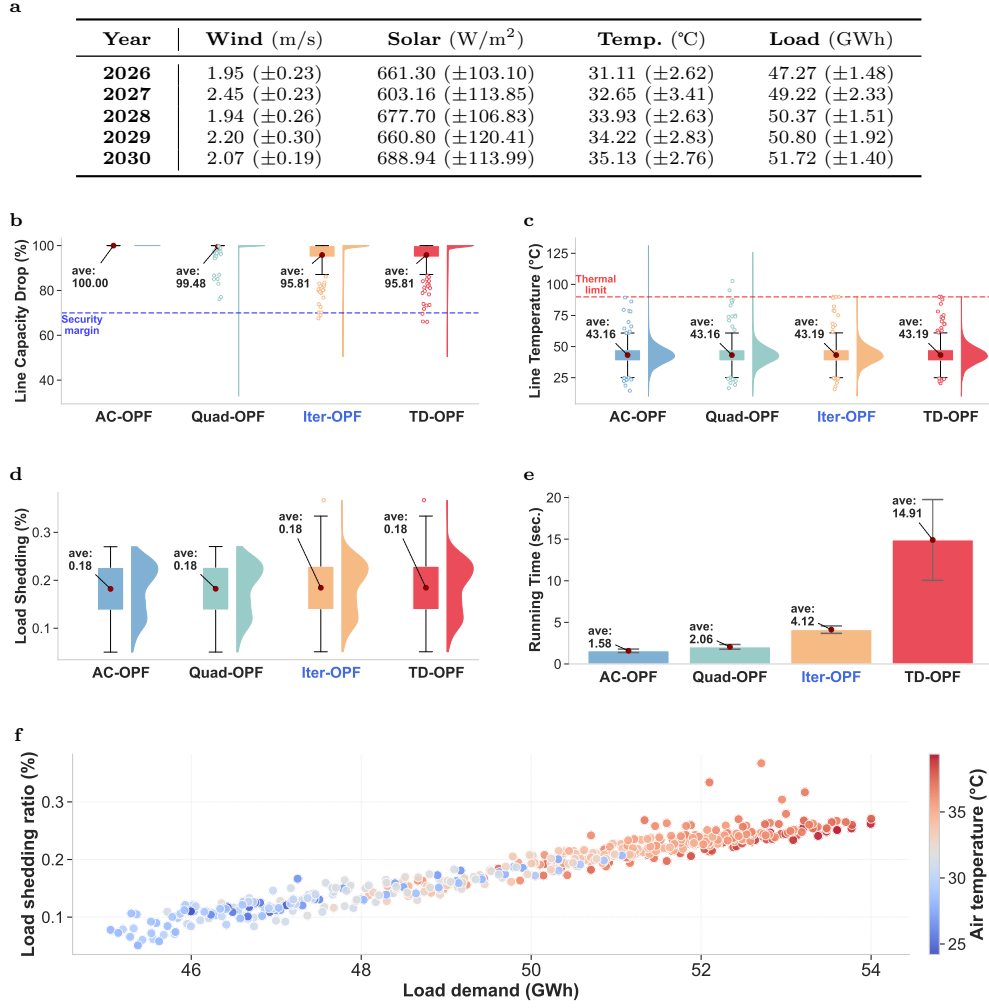 a
Year Wind (m/s) Solar (W/m²) Temp. (℃) Load (GWh)
2026 1.95 (±0.23) 661.30 (±103.10) 31.11 (±2.62) 47.27 (±1.48)
2027 2.45 (±0.23) 603.16 (±113.85) 32.65 (±3.41) 49.22 (±2.33)
2028 1.94 (±0.26) 677.70 (±106.83) 33.93 (±2.63) 50.37 (±1.51)
2029 2.20 (±0.30) 660.80 (±120.41) 34.22 (±2.83) 50.80 (±1.92)
2030 2.07 (±0.19) 688.94 (±113.99) 35.13 (±2.76) 51.72 (±1.40)
b
Line Capacity Drop (%)
100
80
60
40
ave:
100.00
ave:
99.48
ave:
95.81
ave:
95.81
Security
margin
AC-OPF Quad-OPF Iter-OPF TD-OPF
c
Line Temperature (°C)
125
100
75
50
25
Thermal
limit
ave:
43.16
ave:
43.16
ave:
43.19
ave:
43.19
AC-OPF Quad-OPF Iter-OPF TD-OPF
d
Load Shedding (%)
0.3
0.2
0.1
ave:
0.18
ave:
0.18
ave:
0.18
ave:
0.18
AC-OPF Quad-OPF Iter-OPF TD-OPF
e
Running Time (sec.)
20
15
10
5
0
ave:
1.58
ave:
2.06
ave:
4.12
ave:
14.91
AC-OPF Quad-OPF Iter-OPF TD-OPF
f
Load shedding ratio (%)
0.3
0.2
0.1
46 48 50 52 54
Load demand (GWh)
35
30
25
Air temperature (°C)